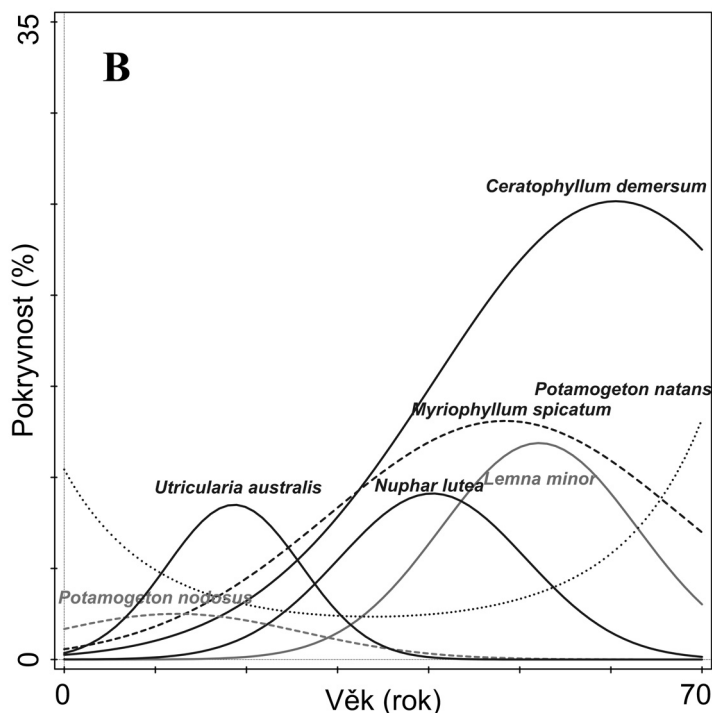 35
B
Ceratophyllum demersum
Pokryvnost (%)
Potamogeton natans
Myriophyllum spicatum
Utricularia australis
Nuphar lutea
Lemna minor
Potamogeton nodosus
0
0
Věk (rok)
70